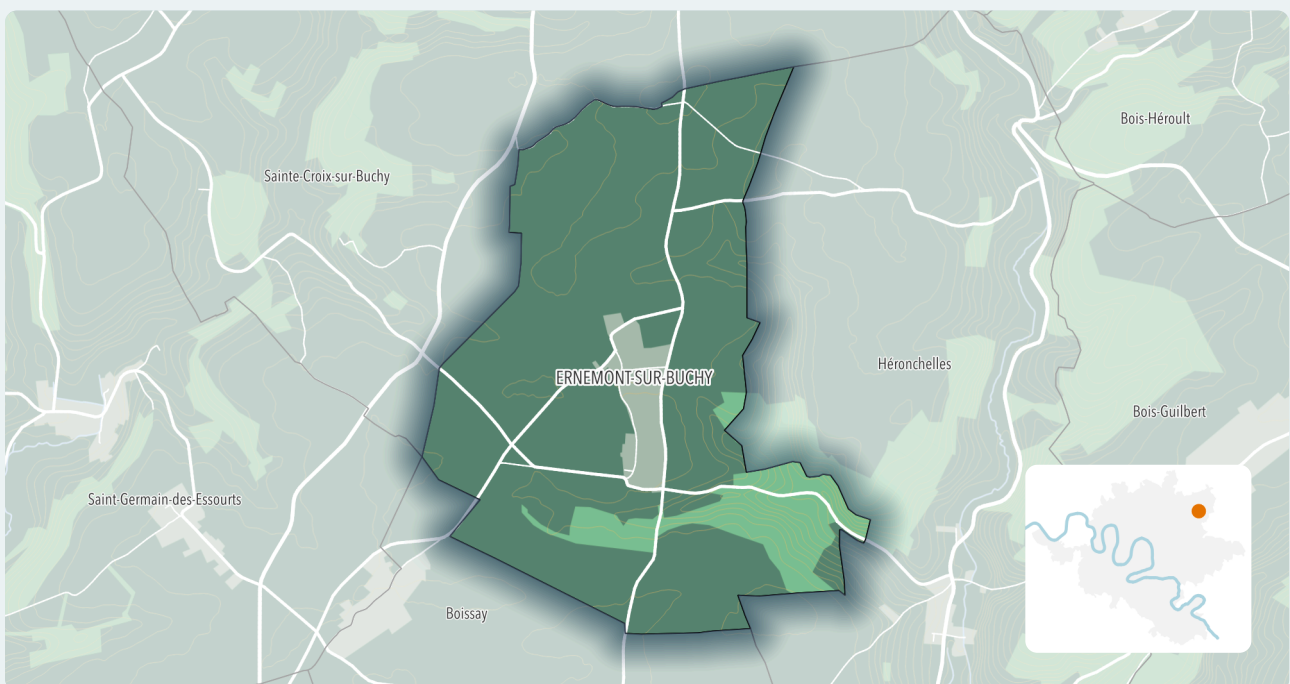 Bois-Héroult
Sainte-Croix-sur-Buchy
Héronchelles
ERNEMONT-SUR-BUCHY
Bois-Guilbert
Saint-Germain-des-Essourts
Boissay